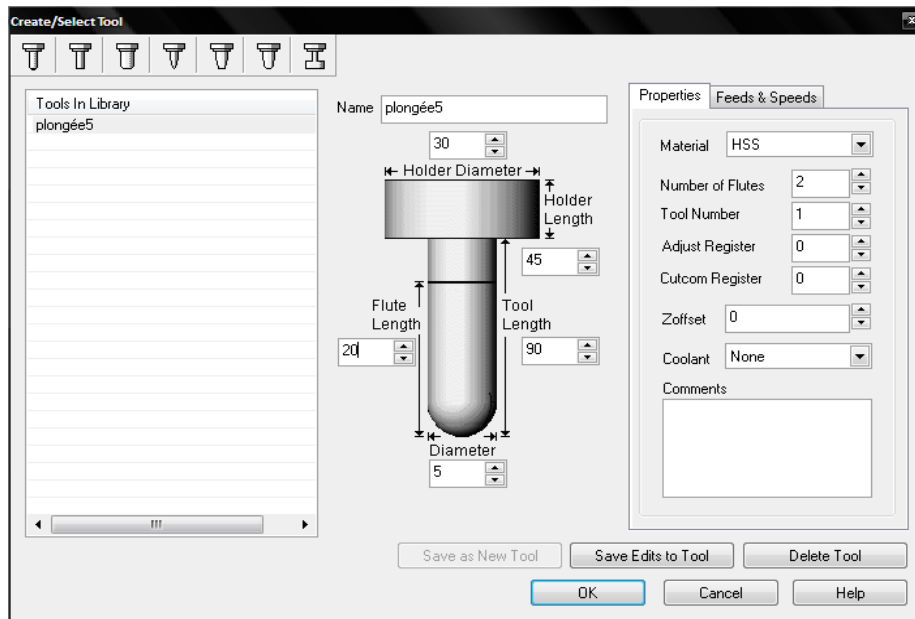 Create/Select Tool
Tools In Library
plongée5
Name plongée5
30
Holder Diameter
Holder
Length
45
Flute
Length
20
Tool
Length
90
Diameter
5
Properties Feeds & Speeds
Material HSS
Number of Flutes 2
Tool Number 1
Adjust Register 0
Cutcom Register 0
Zoffset 0
Coolant None
Comments
Save as New Tool Save Edits to Tool Delete Tool
OK Cancel Help